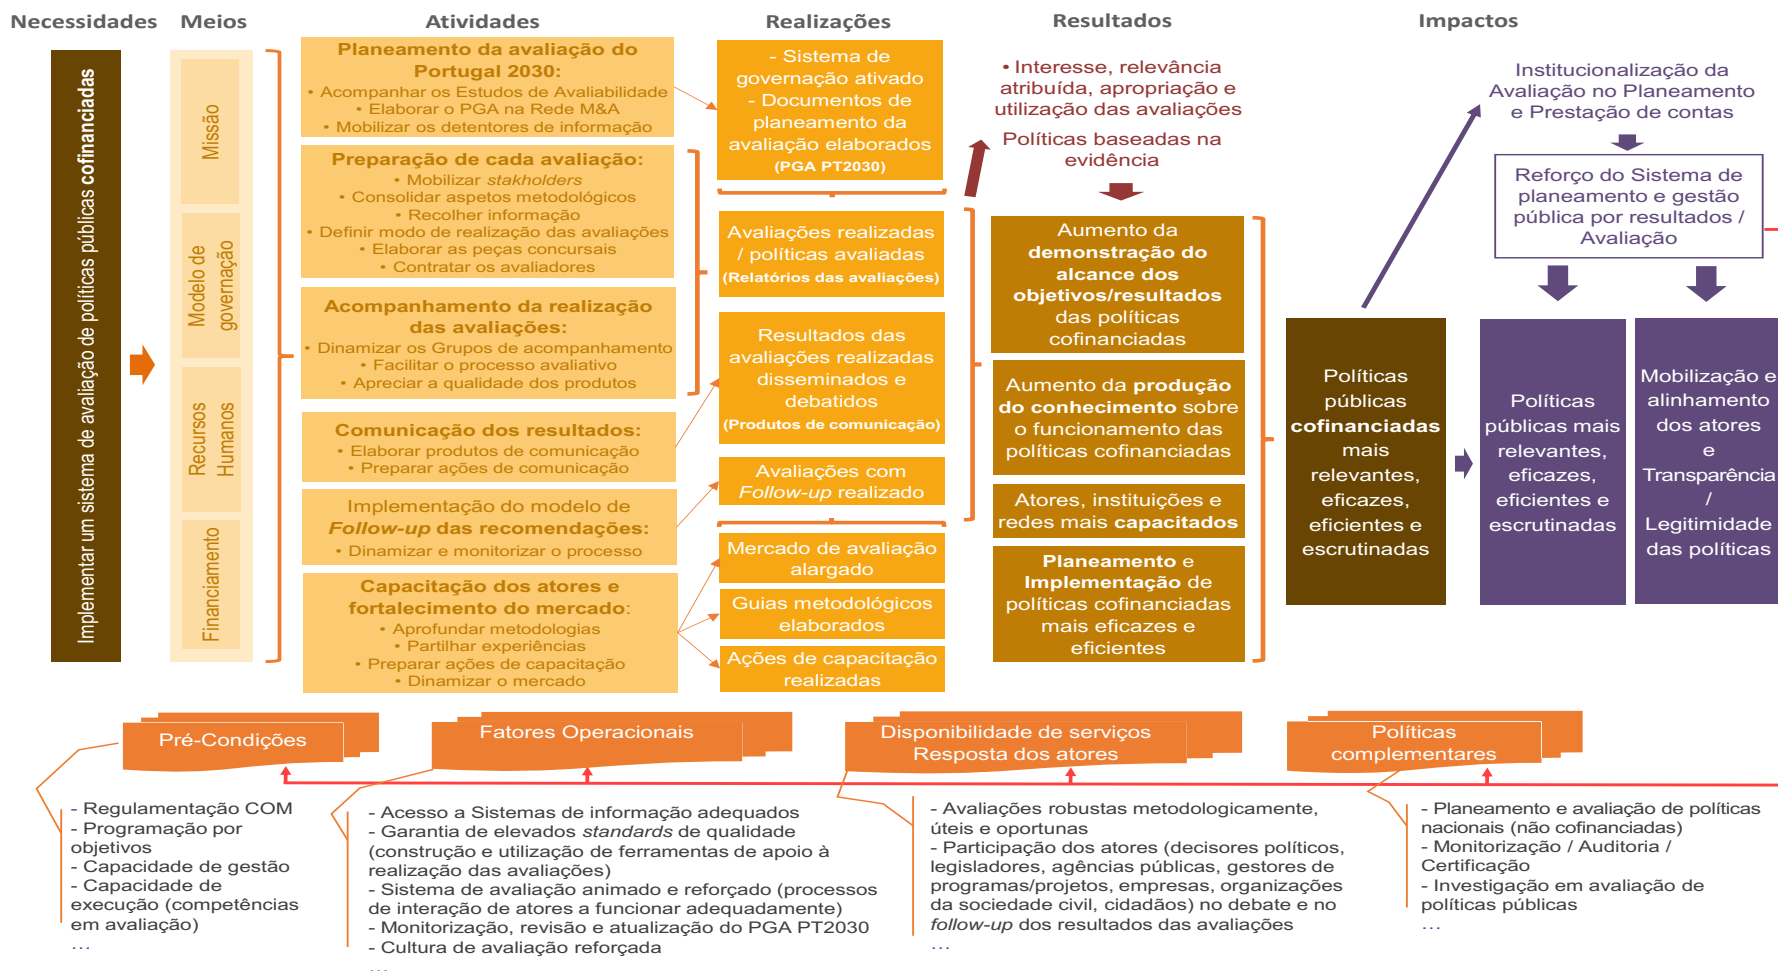 Necessidades
Meios
Atividades
Realizações
Resultados
Impactos
Implementar um sistema de avaliação de políticas públicas cofinanciadas
Missão
Modelo de
governação
Recursos
Humanos
Financiamento
Planeamento da avaliação do
Portugal 2030:
• Acompanhar os Estudos de Avaliabilidade
• Elaborar o PGA na Rede M&A
• Mobilizar os detentores de informação
Preparação de cada avaliação:
• Mobilizar stakholders
• Consolidar aspetos metodológicos
• Recolher informação
• Definir modo de realização das avaliações
• Elaborar as peças concursais
• Contratar os avaliadores
Acompanhamento da realização
das avaliações:
• Dinamizar os Grupos de acompanhamento
• Facilitar o processo avaliativo
• Apreciar a qualidade dos produtos
Comunicação dos resultados:
• Elaborar produtos de comunicação
• Preparar ações de comunicação
Implementação do modelo de
Follow-up das recomendações:
• Dinamizar e monitorizar o processo
Capacitação dos atores e
fortalecimento do mercado:
• Aprofundar metodologias
• Partilhar experiências
• Preparar ações de capacitação
• Dinamizar o mercado
- Sistema de
governação ativado
- Documentos de
planeamento da
avaliação elaborados
(PGA PT2030)
Avaliações realizadas
/ políticas avaliadas
(Relatórios das avaliações)
Resultados das
avaliações realizadas
disseminados e
debatidos
(Produtos de comunicação)
Avaliações com
Follow-up realizado
Mercado de avaliação
alargado
Guias metodológicos
elaborados
Ações de capacitação
realizadas
• Interesse, relevância
atribuída, apropriação e
utilização das avaliações
Políticas baseadas na
evidência
Aumento da
demonstração do
alcance dos
objetivos/resultados
das políticas
cofinanciadas
Aumento da produção
do conhecimento sobre
o funcionamento das
políticas cofinanciadas
Atores, instituições e
redes mais capacitados
Planeamento e
Implementação de
políticas cofinanciadas
mais eficazes e
eficientes
Institucionalização da
Avaliação no Planeamento
e Prestação de contas
Reforço do Sistema de
planeamento e gestão
pública por resultados /
Avaliação
Políticas
públicas
cofinanciadas
mais
relevantes,
eficazes,
eficientes e
escrutinadas
Políticas
públicas mais
relevantes,
eficazes,
eficientes e
escrutinadas
Mobilização e
alinhamento
dos atores
e
Transparência
/
Legitimidade
das políticas
Pré-Condições
- Regulamentação COM
- Programação por
objetivos
- Capacidade de gestão
- Capacidade de
execução (competências
em avaliação)
…
Fatores Operacionais
- Acesso a Sistemas de informação adequados
- Garantia de elevados standards de qualidade
(construção e utilização de ferramentas de apoio à
realização das avaliações)
- Sistema de avaliação animado e reforçado (processos
de interação de atores a funcionar adequadamente)
- Monitorização, revisão e atualização do PGA PT2030
- Cultura de avaliação reforçada
…
Disponibilidade de serviços
Resposta dos atores
- Avaliações robustas metodologicamente,
úteis e oportunas
- Participação dos atores (decisores políticos,
legisladores, agências públicas, gestores de
programas/projetos, empresas, organizações
da sociedade civil, cidadãos) no debate e no
follow-up dos resultados das avaliações
…
Políticas
complementares
- Planeamento e avaliação de políticas
nacionais (não cofinanciadas)
- Monitorização / Auditoria /
Certificação
- Investigação em avaliação de
políticas públicas
…